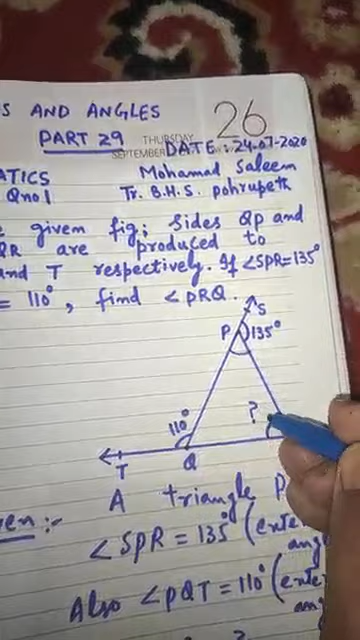 AND ANGLES
PART 29
THURSDAY
26
SEPTEMBER
DATE: 24-07-2020
Mohamad Saleem
Qno1
Tr. B.H.S. pohrupeth
given fig; Sides Qp and
QR are produced to
and T respectively. If ∠SPR=135°
= 110°, find ∠PRQ.
S
P
135°
110°
?
T
Q
A triangle P
∠SPR = 135° (
Also ∠PQT = 110° (